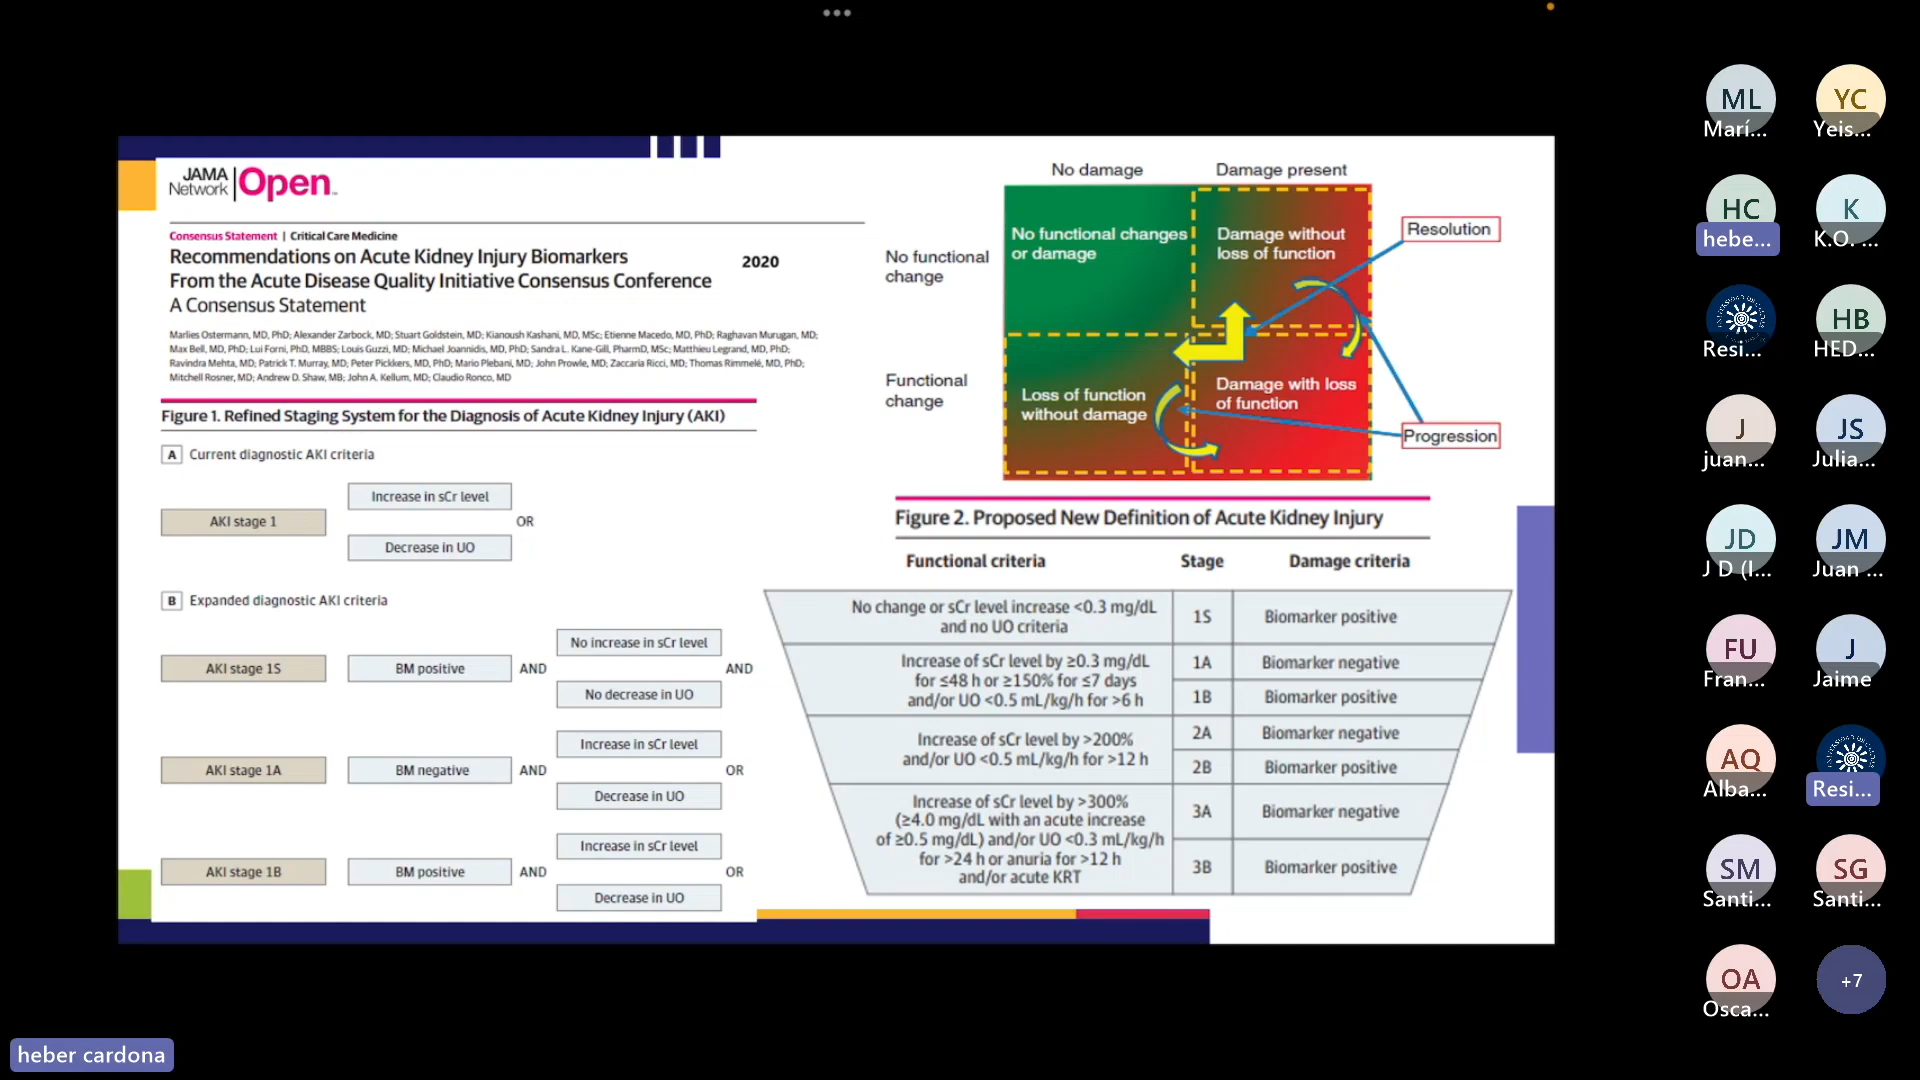 JAMA
Network Open
Consensus Statement | Critical Care Medicine
Recommendations on Acute Kidney Injury Biomarkers
From the Acute Disease Quality Initiative Consensus Conference
A Consensus Statement
2020
Marlies Ostermann, MD, PhD; Alexander Zarbock, MD; Stuart Goldstein, MD; Kianoush Kashani, MD, MSc; Etienne Macedo, MD, PhD; Raghavan Murugan, MD;
Max Bell, MD, PhD; Lui Forni, PhD, MBBS; Louis Guzzi, MD; Michael Joannidis, MD, PhD; Sandra L. Kane-Gill, PharmD, MSc; Matthieu Legrand, MD, PhD;
Ravindra Mehta, MD; Patrick T. Murray, MD; Peter Pickkers, MD, PhD; Mario Plebani, MD; John Prowle, MD; Zaccaria Ricci, MD; Thomas Rimmelé, MD, PhD;
Mitchell Rosner, MD; Andrew D. Shaw, MB; John A. Kellum, MD; Claudio Ronco, MD
Figure 1. Refined Staging System for the Diagnosis of Acute Kidney Injury (AKI)
A Current diagnostic AKI criteria
AKI stage 1
Increase in sCr level
OR
Decrease in UO
B Expanded diagnostic AKI criteria
AKI stage 1S
BM positive
AND
No increase in sCr level
AND
No decrease in UO
AKI stage 1A
BM negative
AND
Increase in sCr level
OR
Decrease in UO
AKI stage 1B
BM positive
AND
Increase in sCr level
OR
Decrease in UO
No damage
Damage present
No functional
change
Functional
change
No functional changes
or damage
Damage without
loss of function
Loss of function
without damage
Damage with loss
of function
Resolution
Progression
Figure 2. Proposed New Definition of Acute Kidney Injury
Functional criteria
Stage
Damage criteria
No change or sCr level increase <0.3 mg/dL
and no UO criteria
1S
Biomarker positive
Increase of sCr level by ≥0.3 mg/dL
for ≤48 h or ≥150% for ≤7 days
and/or UO <0.5 mL/kg/h for >6 h
1A
Biomarker negative
1B
Biomarker positive
Increase of sCr level by >200%
and/or UO <0.5 mL/kg/h for >12 h
2A
Biomarker negative
2B
Biomarker positive
Increase of sCr level by >300%
(≥4.0 mg/dL with an acute increase
of ≥0.5 mg/dL) and/or UO <0.3 mL/kg/h
for >24 h or anuria for >12 h
and/or acute KRT
3A
Biomarker negative
3B
Biomarker positive
ML
Marí...
YC
Yeis...
HC
hebe...
K
K.O. ...
Resi...
HB
HED...
J
juan...
JS
Julia...
JD
J D (I...
JM
Juan ...
FU
Fran...
J
Jaime
AQ
Alba...
Resi...
SM
Santi...
SG
Santi...
OA
Osca...
+7
heber cardona